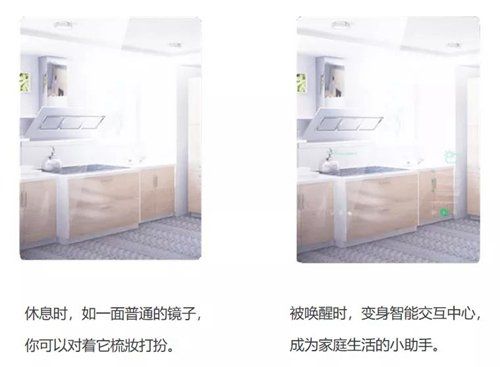 休息时，如一面普通的镜子，
你可以对着它梳妆打扮。
被唤醒时，变身智能交互中心，
成为家庭生活的小助手。